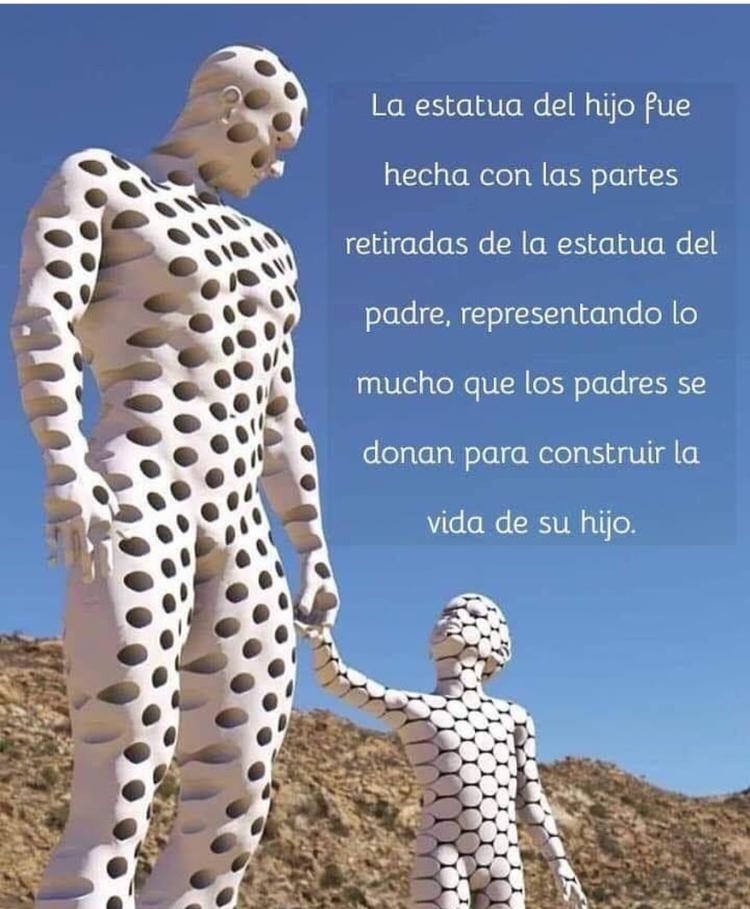 La estatua del hijo fue
hecha con las partes
retiradas de la estatua del
padre, representando lo
mucho que los padres se
donan para construir la
vida de su hijo.